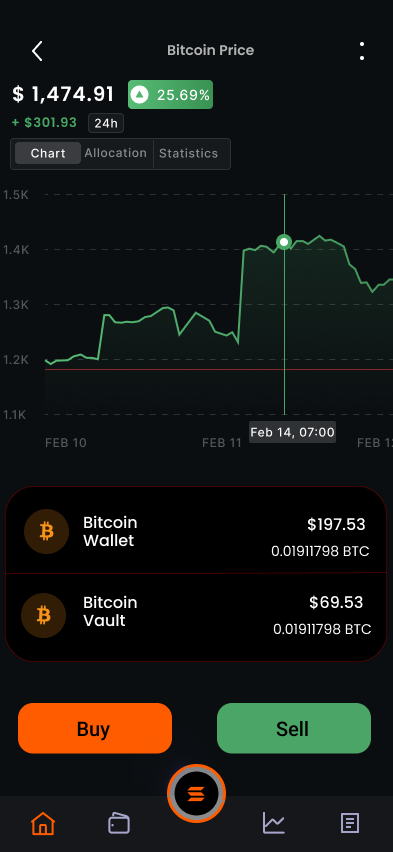 Bitcoin Price
$ 1,474.91 25.69%
+ $301.93 24h
Chart Allocation Statistics
1.5K
1.4K
1.3K
1.2K
1.1K
Feb 14, 07:00
FEB 10 FEB 11 FEB 12
Bitcoin Wallet
$197.53
0.01911798 BTC
Bitcoin Vault
$69.53
0.01911798 BTC
Buy Sell